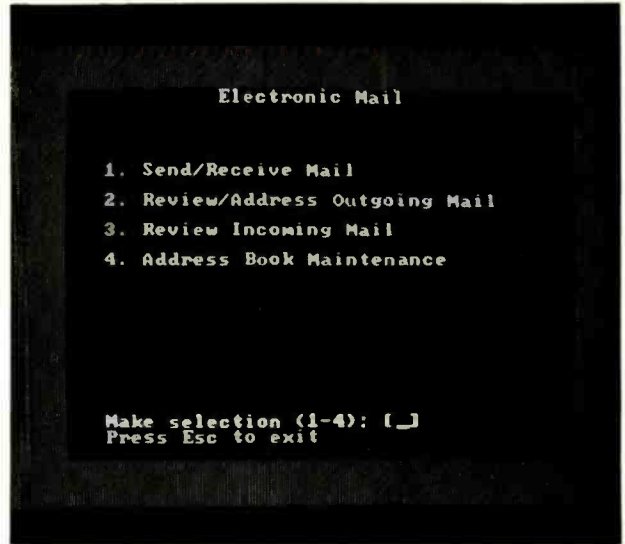 Electronic Mail
1. Send/Receive Mail
2. Review/Address Outgoing Mail
3. Review Incoming Mail
4. Address Book Maintenance
Make selection (1-4): [_]
Press Esc to exit